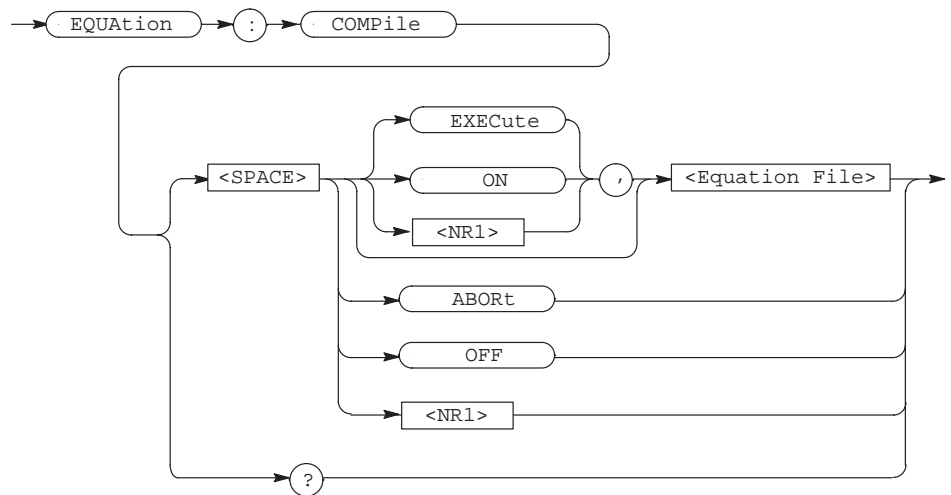 EQUAtion : COMPile
EXECute
<SPACE> ON , <Equation File>
<NR1>
ABORt
OFF
<NR1>
?